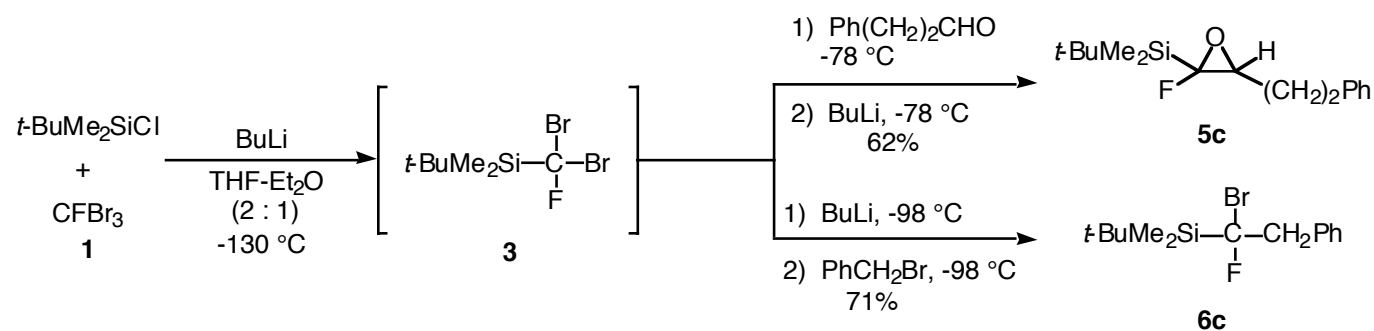 t-BuMe₂SiCl
+
CFBr₃
1
BuLi
THF-Et₂O
(2 : 1)
-130 °C
Br
t-BuMe₂Si C Br
F
3
1) Ph(CH₂)₂CHO
-78 °C
2) BuLi, -78 °C
62%
1) BuLi, -98 °C
2) PhCH₂Br, -98 °C
71%
O
t-BuMe₂Si H
F (CH₂)₂Ph
5c
Br
t-BuMe₂Si C CH₂Ph
F
6c